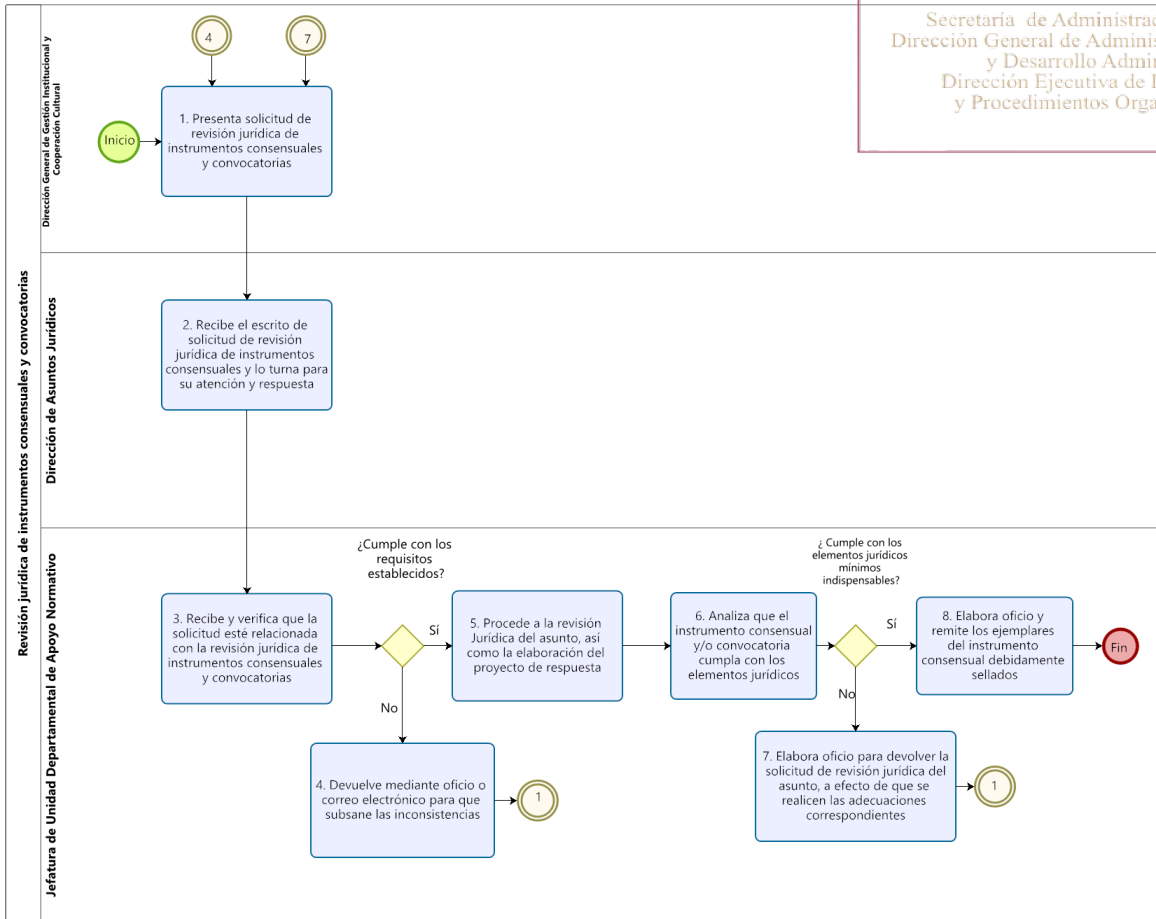 Secretaría de
Dirección General de
y Desarrollo
Dirección Ejecutiva de
y Procedimientos
Revisión jurídica de instrumentos consensuales y convocatorias
Dirección General de Gestión Institucional y
Cooperación Cultural
4
7
Inicio
1. Presenta solicitud de
revisión jurídica de
instrumentos consensuales
y convocatorias
Dirección de Asuntos Jurídicos
2. Recibe el escrito de
solicitud de revisión
jurídica de instrumentos
consensuales y lo turna para
su atención y respuesta
Jefatura de Unidad Departamental de Apoyo Normativo
3. Recibe y verifica que la
solicitud esté relacionada
con la revisión jurídica de
instrumentos consensuales
y convocatorias
¿Cumple con los
requisitos
establecidos?
Sí
No
4. Devuelve mediante oficio o
correo electrónico para que
subsane las inconsistencias
1
5. Procede a la revisión
Jurídica del asunto, así
como la elaboración del
proyecto de respuesta
6. Analiza que el
instrumento consensual
y/o convocatoria
cumpla con los
elementos jurídicos
¿ Cumple con los
elementos jurídicos
mínimos
indispensables?
Sí
No
7. Elabora oficio para devolver la
solicitud de revisión jurídica del
asunto, a efecto de que se
realicen las adecuaciones
correspondientes
1
8. Elabora oficio y
remite los ejemplares
del instrumento
consensual debidamente
sellados
Fin